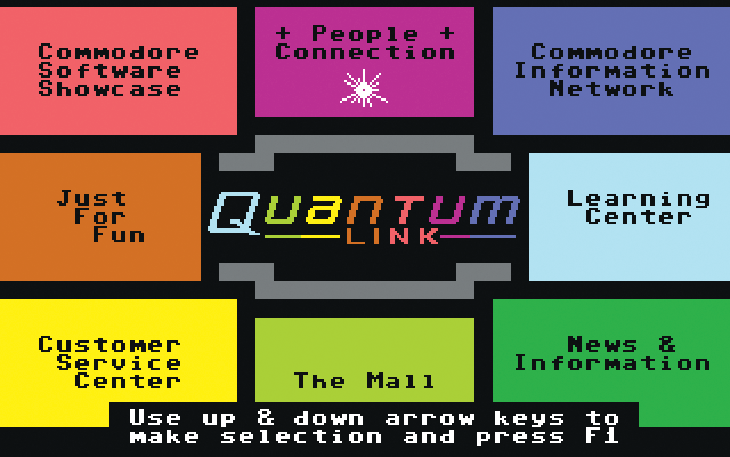 Commodore
Software
Showcase
+ People +
Connection
Commodore
Information
Network
Just
For
Fun
Quantum
LINK
Learning
Center
Customer
Service
Center
The Mall
News &
Information
Use up & down arrow keys to
make selection and press F1